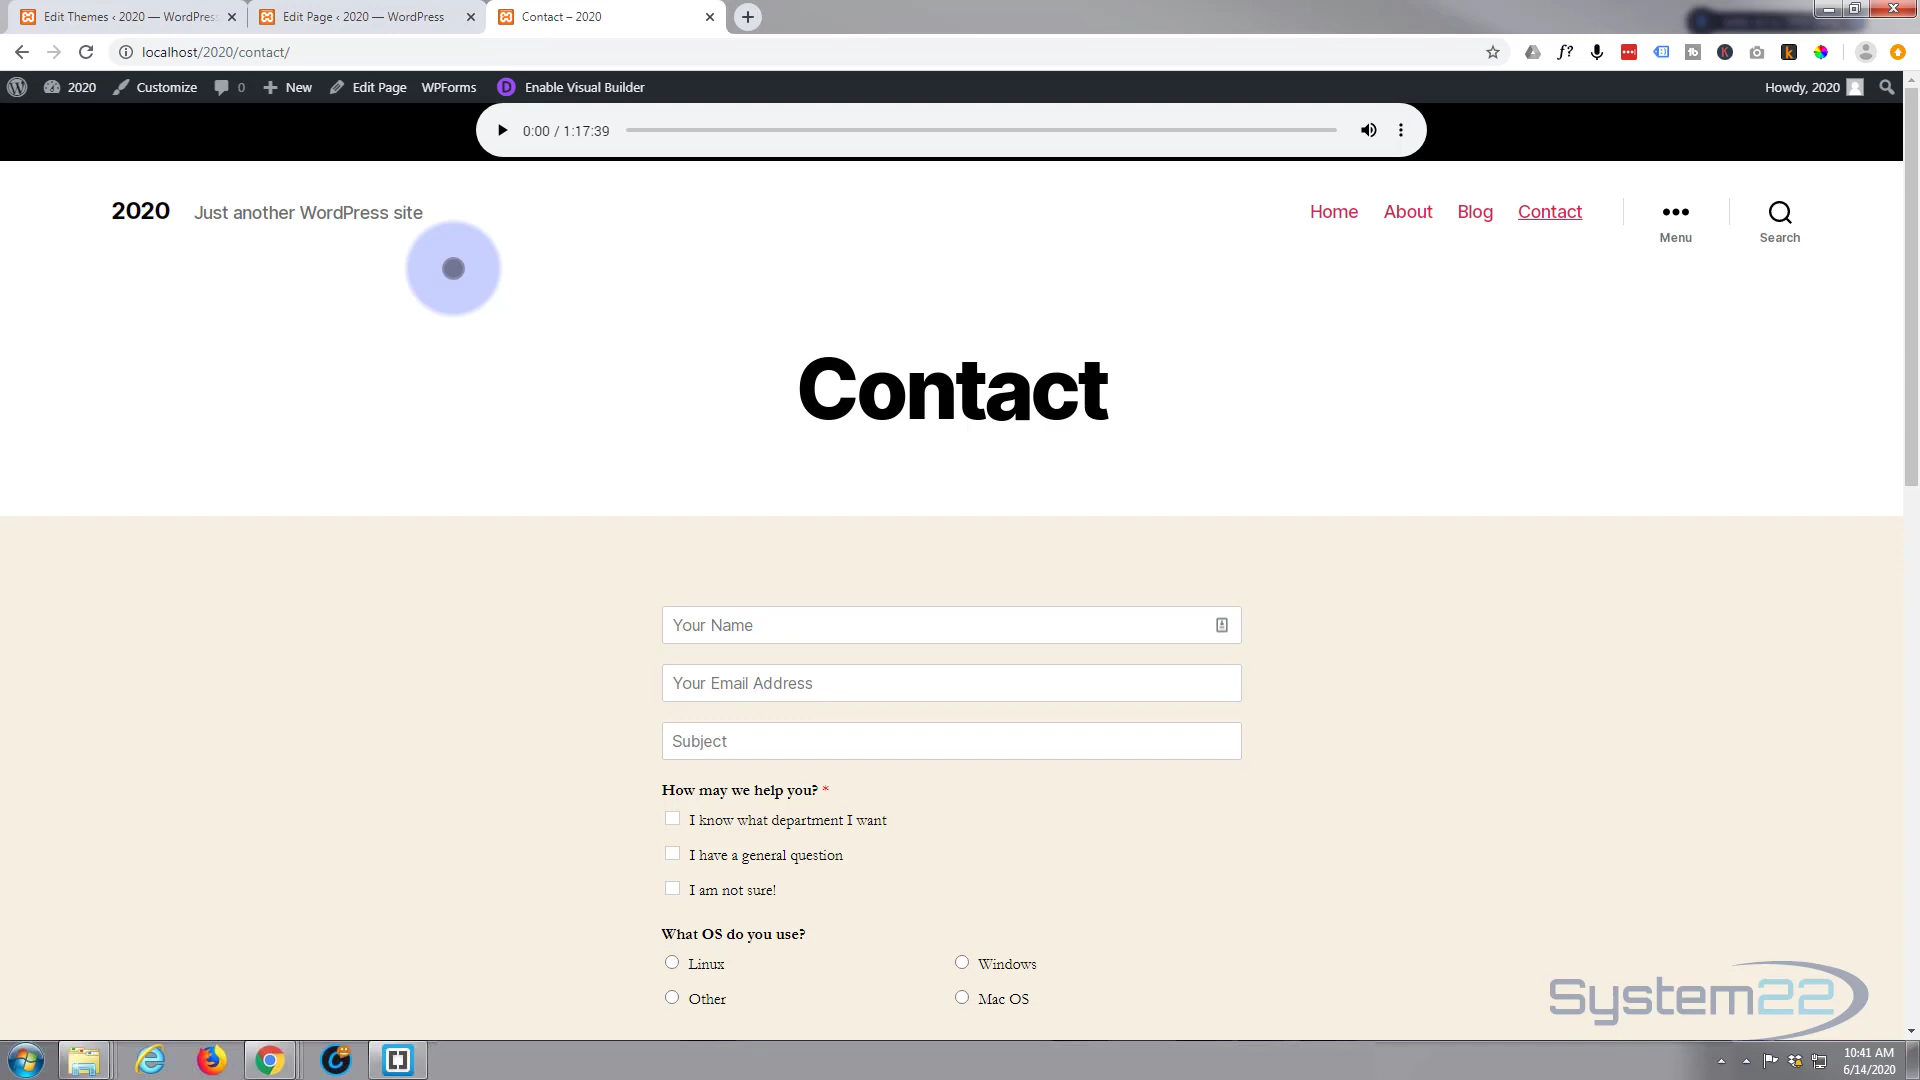 Edit Themes ‹ 2020 — WordPress
Edit Page ‹ 2020 — WordPress
Contact – 2020
localhost/2020/contact/
2020
Customize
0
New
Edit Page
WPForms
D
Enable Visual Builder
Howdy, 2020
0:00 / 1:17:39
2020
Just another WordPress site
Home
About
Blog
Contact
Menu
Search
Contact
Your Name
Your Email Address
Subject
How may we help you? *
I know what department I want
I have a general question
I am not sure!
What OS do you use?
Linux
Windows
Other
Mac OS
System22
10:41 AM
6/14/2020